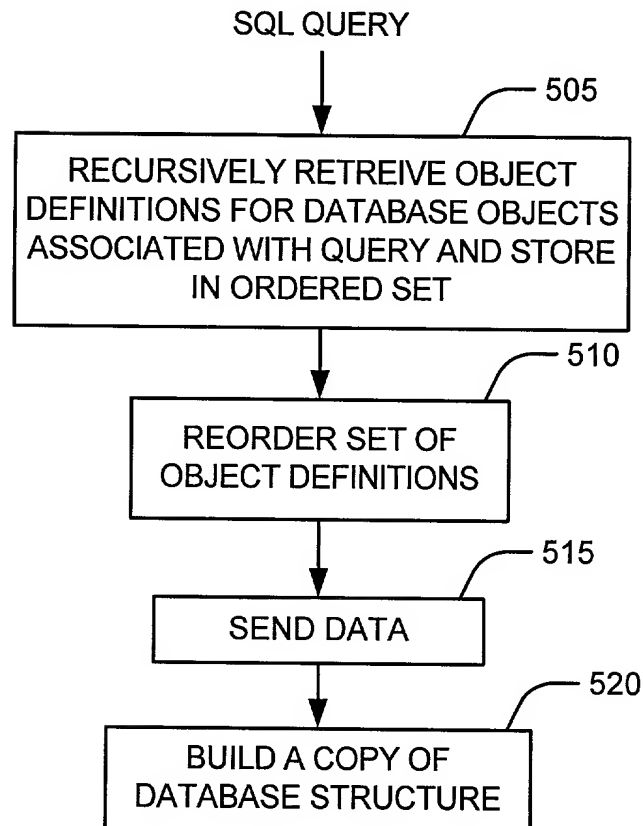 SQL QUERY
505
RECURSIVELY RETREIVE OBJECT
DEFINITIONS FOR DATABASE OBJECTS
ASSOCIATED WITH QUERY AND STORE
IN ORDERED SET
510
REORDER SET OF
OBJECT DEFINITIONS
515
SEND DATA
520
BUILD A COPY OF
DATABASE STRUCTURE